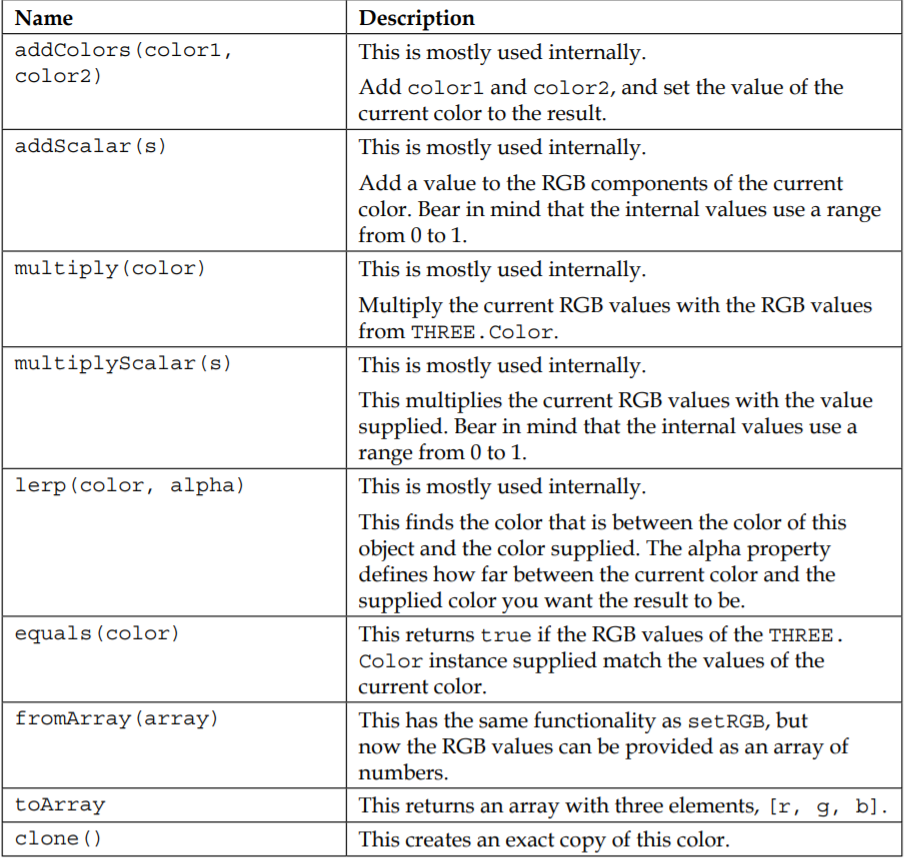 Name Description
addColors(color1, This is mostly used internally.
color2)
Add color1 and color2, and set the value of the
current color to the result.
addScalar(s) This is mostly used internally.
Add a value to the RGB components of the current
color. Bear in mind that the internal values use a range
from 0 to 1.
multiply(color) This is mostly used internally.
Multiply the current RGB values with the RGB values
from THREE.Color.
multiplyScalar(s) This is mostly used internally.
This multiplies the current RGB values with the value
supplied. Bear in mind that the internal values use a
range from 0 to 1.
lerp(color, alpha) This is mostly used internally.
This finds the color that is between the color of this
object and the color supplied. The alpha property
defines how far between the current color and the
supplied color you want the result to be.
equals(color) This returns true if the RGB values of the THREE.
Color instance supplied match the values of the
current color.
fromArray(array) This has the same functionality as setRGB, but
now the RGB values can be provided as an array of
numbers.
toArray This returns an array with three elements, [r, g, b].
clone() This creates an exact copy of this color.